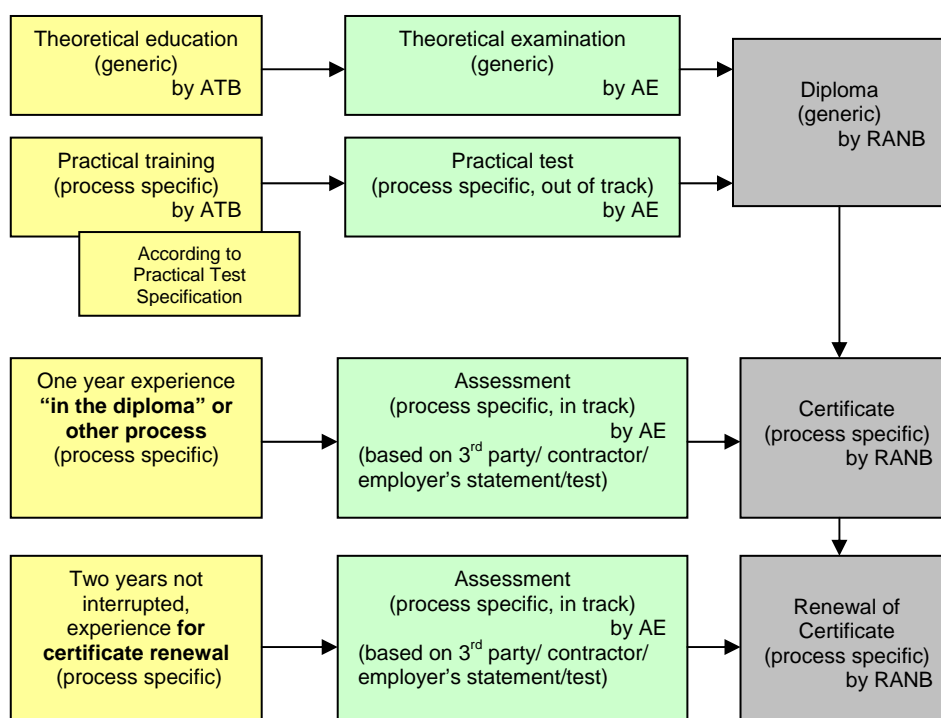 Theoretical education
(generic)
by ATB
Theoretical examination
(generic)
by AE
Diploma
(generic)
by RANB
Practical training
(process specific)
by ATB
Practical test
(process specific, out of track)
by AE
According to
Practical Test
Specification
One year experience
“in the diploma” or
other process
(process specific)
Assessment
(process specific, in track)
by AE
(based on 3rd party/ contractor/
employer’s statement/test)
Certificate
(process specific)
by RANB
Two years not
interrupted,
experience for
certificate renewal
(process specific)
Assessment
(process specific, in track)
by AE
(based on 3rd party/ contractor/
employer’s statement/test)
Renewal of
Certificate
(process specific)
by RANB